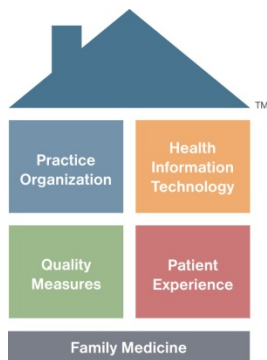 TM
Practice
Organization
Health
Information
Technology
Quality
Measures
Patient
Experience
Family Medicine